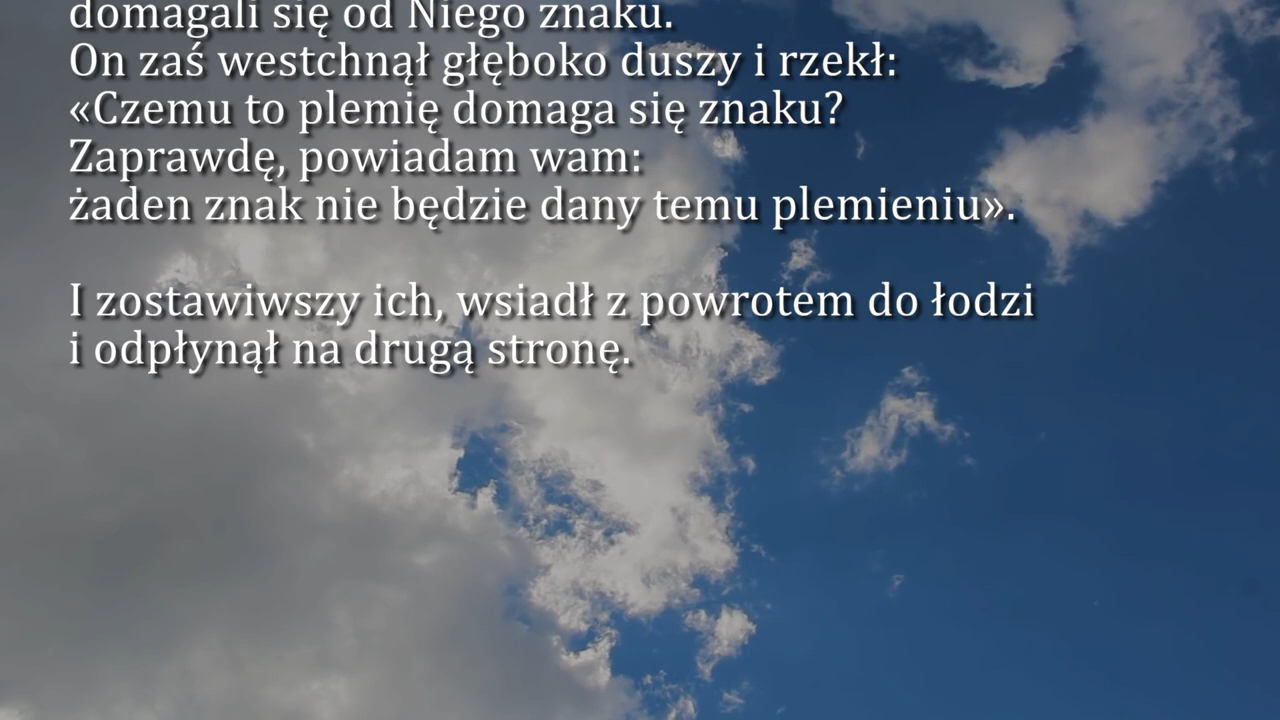 domagali się od Niego znaku.
On zaś westchnął głęboko duszy i rzekł:
«Czemu to plemię domaga się znaku?
Zaprawdę, powiadam wam:
żaden znak nie będzie dany temu plemieniu».
I zostawiwszy ich, wsiadł z powrotem do łodzi
i odpłynął na drugą stronę.